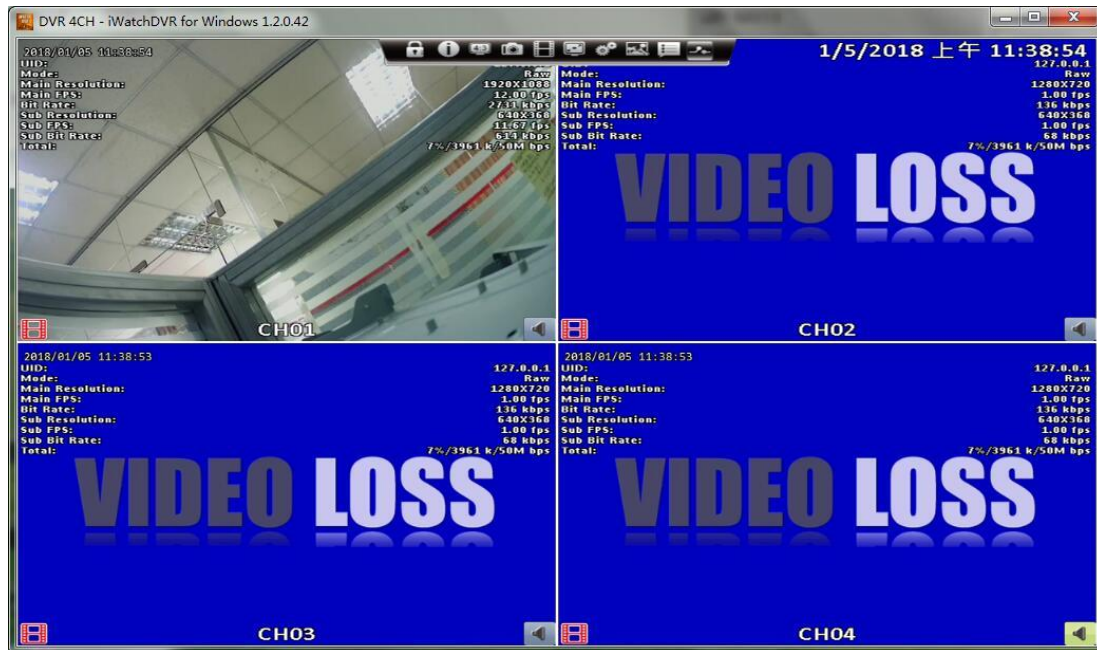 DVR 4CH - iWatchDVR for Windows 1.2.0.42
2018/01/05 11:38:54
1/5/2018 上午 11:38:54
UID:
Mode: Raw
Main Resolution: 1920X1088
Main FPS: 12.00 fps
Bit Rate: 2731 kbps
Sub Resolution: 640X368
Sub FPS: 11.67 fps
Sub Bit Rate: 614 kbps
Total: 7%/3961 k/50M bps
CH01
127.0.0.1
Mode: Raw
Main Resolution: 1280X720
Main FPS: 1.00 fps
Bit Rate: 136 kbps
Sub Resolution: 640X368
Sub FPS: 1.00 fps
Sub Bit Rate: 68 kbps
Total: 7%/3961 k/50M bps
VIDEO LOSS
CH02
2018/01/05 11:38:53
UID: 127.0.0.1
Mode: Raw
Main Resolution: 1280X720
Main FPS: 1.00 fps
Bit Rate: 136 kbps
Sub Resolution: 640X368
Sub FPS: 1.00 fps
Sub Bit Rate: 68 kbps
Total: 7%/3961 k/50M bps
VIDEO LOSS
CH03
2018/01/05 11:38:53
UID: 127.0.0.1
Mode: Raw
Main Resolution: 1280X720
Main FPS: 1.00 fps
Bit Rate: 136 kbps
Sub Resolution: 640X368
Sub FPS: 1.00 fps
Sub Bit Rate: 68 kbps
Total: 7%/3961 k/50M bps
VIDEO LOSS
CH04